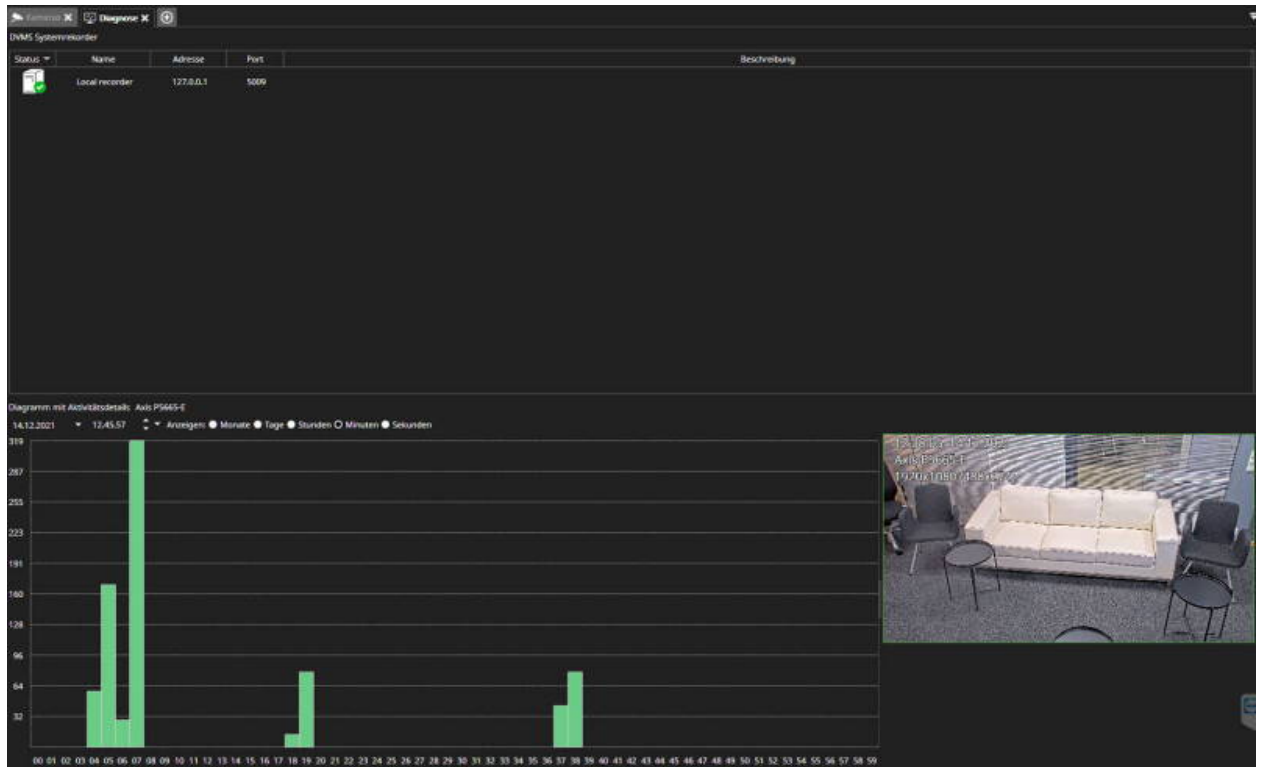 Kameras Diagnose
DVMS Systemrekorder
Status Name Adresse Port Beschreibung
Local recorder 127.0.0.1 5009
Diagramm mit Aktivitätsdetails: Axis P5665-E
14.12.2021 12.45.57 Anzeigen: Monate Tage Stunden Minuten Sekunden
319
287
255
223
191
160
128
96
64
32
00 01 02 03 04 05 06 07 08 09 10 11 12 13 14 15 16 17 18 19 20 21 22 23 24 25 26 27 28 29 30 31 32 33 34 35 36 37 38 39 40 41 42 43 44 45 46 47 48 49 50 51 52 53 54 55 56 57 58 59